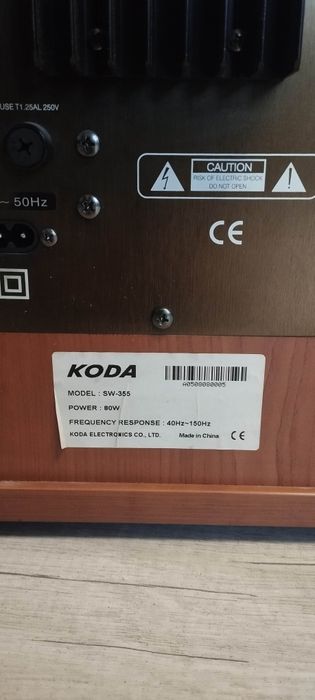 USE T1.25AL 250V
CAUTION
RISK OF ELECTRIC SHOCK
DO NOT OPEN
~ 50Hz
CE
KODA
A0508090005
MODEL : SW-355
POWER : 80W
FREQUENCY RESPONSE : 40Hz~150Hz
KODA ELECTRONICS CO., LTD. Made in China CE